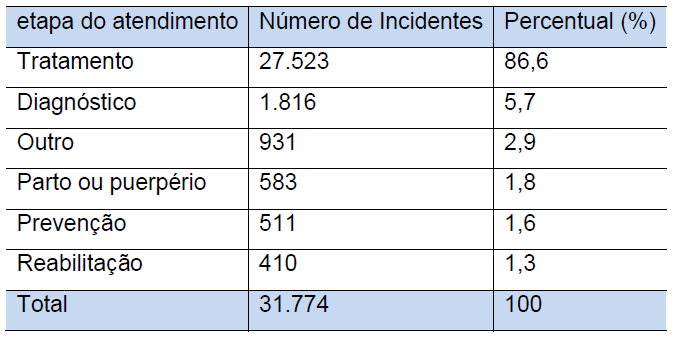 etapa do atendimento Número de Incidentes Percentual (%)
Tratamento 27.523 86,6
Diagnóstico 1.816 5,7
Outro 931 2,9
Parto ou puerpério 583 1,8
Prevenção 511 1,6
Reabilitação 410 1,3
Total 31.774 100